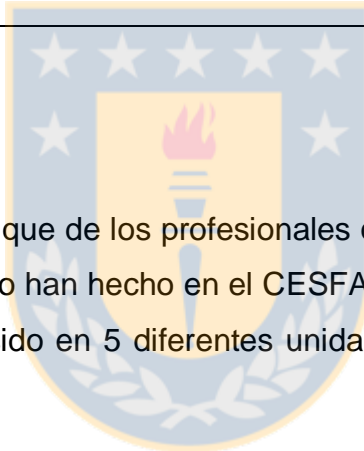 que de los profesionales
o han hecho en el CESFA
ido en 5 diferentes unida